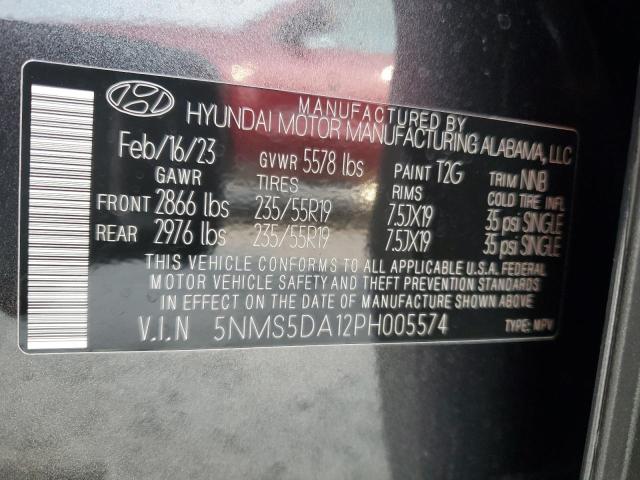 MANUFACTURED BY
HYUNDAI MOTOR MANUFACTURING ALABAMA, LLC
Feb/16/23 GVWR 5578 lbs PAINT T2G TRIM NNB
GAWR TIRES RIMS COLD TIRE INFL
FRONT 2866 lbs 235/55R19 7.5JX19 35 psi SINGLE
REAR 2976 lbs 235/55R19 7.5JX19 35 psi SINGLE
THIS VEHICLE CONFORMS TO ALL APPLICABLE U.S.A. FEDERAL
MOTOR VEHICLE SAFETY AND THEFT PREVENTION STANDARDS
IN EFFECT ON THE DATE OF MANUFACTURE SHOWN ABOVE.
V.I.N 5NMS5DA12PH005574 TYPE: MPV